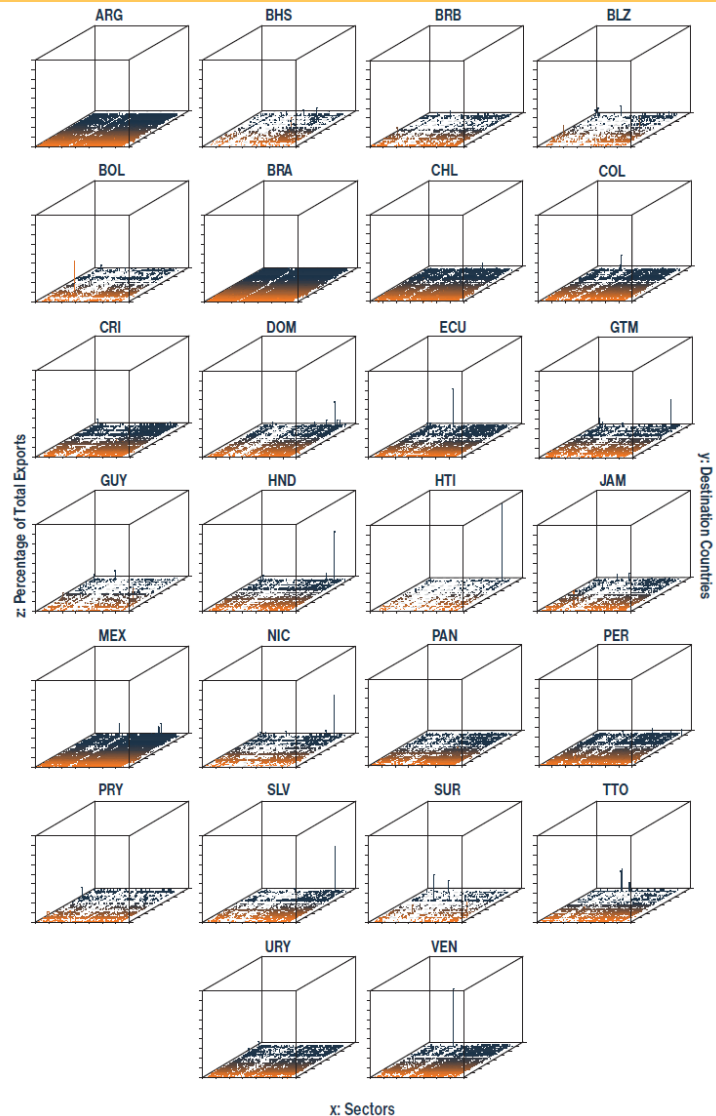 ARG BHS BRB BLZ
BOL BRA CHL COL
CRI DOM ECU GTM
z: Percentage of Total Exports
y: Destination Countries
GUY HND HTI JAM
MEX NIC PAN PER
PRY SLV SUR TTO
URY VEN
x: Sectors